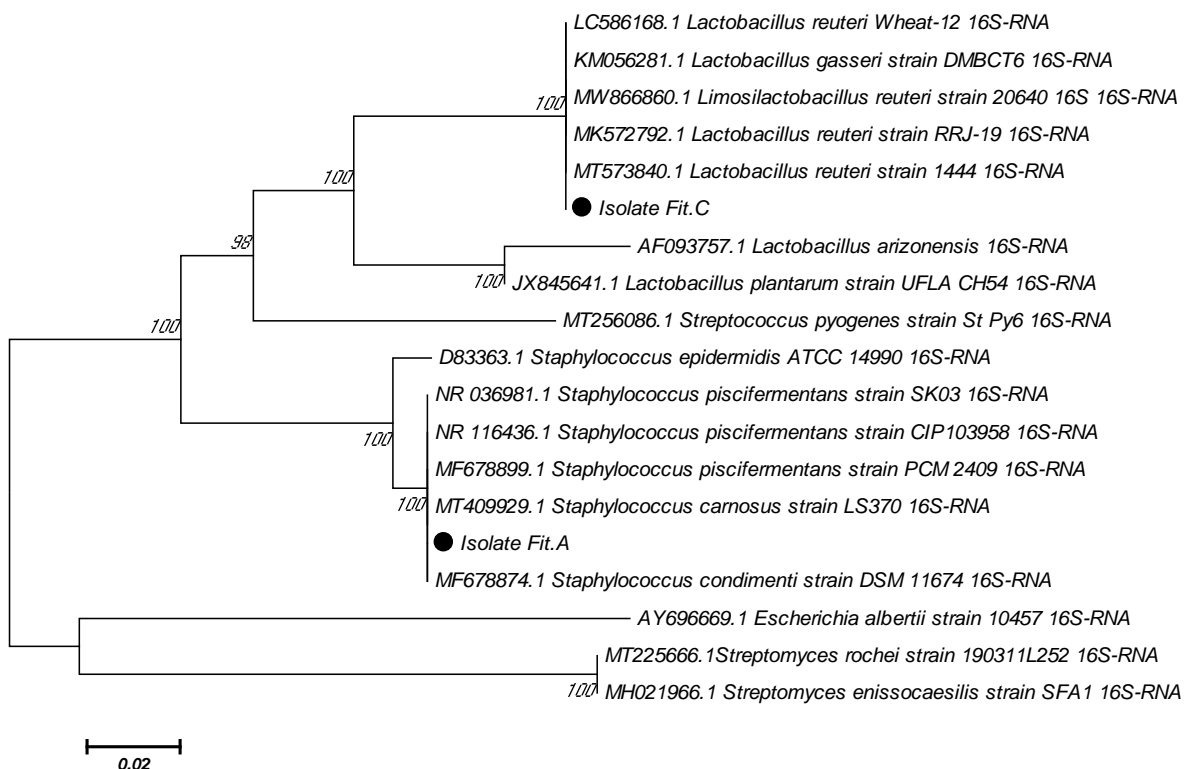 LC586168.1 Lactobacillus reuteri Wheat-12 16S-RNA
KM056281.1 Lactobacillus gasseri strain DMBCT6 16S-RNA
100 MW866860.1 Limosilactobacillus reuteri strain 20640 16S 16S-RNA
MK572792.1 Lactobacillus reuteri strain RRJ-19 16S-RNA
100 MT573840.1 Lactobacillus reuteri strain 1444 16S-RNA
Isolate Fit.C
98 AF093757.1 Lactobacillus arizonensis 16S-RNA
100 JX845641.1 Lactobacillus plantarum strain UFLA CH54 16S-RNA
100 MT256086.1 Streptococcus pyogenes strain St Py6 16S-RNA
D83363.1 Staphylococcus epidermidis ATCC 14990 16S-RNA
NR 036981.1 Staphylococcus piscifermentans strain SK03 16S-RNA
100 NR 116436.1 Staphylococcus piscifermentans strain CIP103958 16S-RNA
MF678899.1 Staphylococcus piscifermentans strain PCM 2409 16S-RNA
100 MT409929.1 Staphylococcus carnosus strain LS370 16S-RNA
Isolate Fit.A
MF678874.1 Staphylococcus condimenti strain DSM 11674 16S-RNA
AY696669.1 Escherichia albertii strain 10457 16S-RNA
MT225666.1Streptomyces rochei strain 190311L252 16S-RNA
100 MH021966.1 Streptomyces enissocaesilis strain SFA1 16S-RNA
0.02